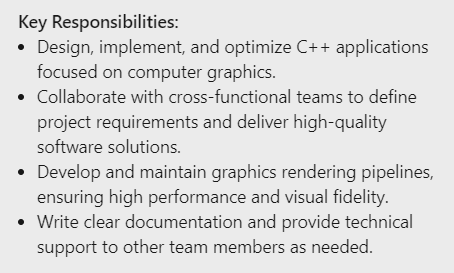 Key Responsibilities:
• Design, implement, and optimize C++ applications
focused on computer graphics.
• Collaborate with cross-functional teams to define
project requirements and deliver high-quality
software solutions.
• Develop and maintain graphics rendering pipelines,
ensuring high performance and visual fidelity.
• Write clear documentation and provide technical
support to other team members as needed.